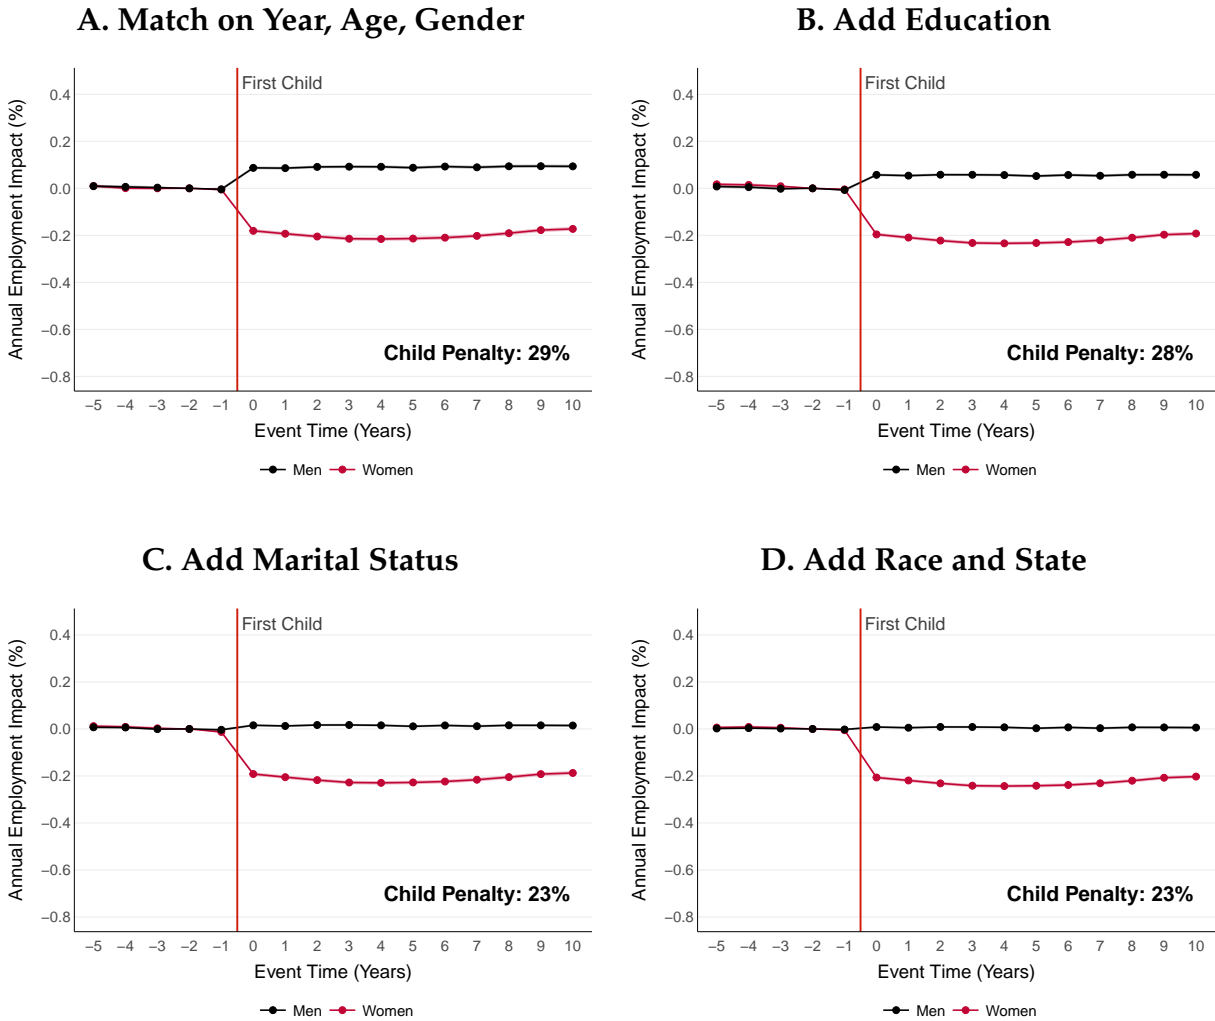 A. Match on Year, Age, Gender
Annual Employment Impact (%)
0.4
0.2
0.0
−0.2
−0.4
−0.6
−0.8
First Child
Child Penalty: 29%
−5 −4 −3 −2 −1 0 1 2 3 4 5 6 7 8 9 10
Event Time (Years)
Men Women
B. Add Education
Annual Employment Impact (%)
0.4
0.2
0.0
−0.2
−0.4
−0.6
−0.8
First Child
Child Penalty: 28%
−5 −4 −3 −2 −1 0 1 2 3 4 5 6 7 8 9 10
Event Time (Years)
Men Women
C. Add Marital Status
Annual Employment Impact (%)
0.4
0.2
0.0
−0.2
−0.4
−0.6
−0.8
First Child
Child Penalty: 23%
−5 −4 −3 −2 −1 0 1 2 3 4 5 6 7 8 9 10
Event Time (Years)
Men Women
D. Add Race and State
Annual Employment Impact (%)
0.4
0.2
0.0
−0.2
−0.4
−0.6
−0.8
First Child
Child Penalty: 23%
−5 −4 −3 −2 −1 0 1 2 3 4 5 6 7 8 9 10
Event Time (Years)
Men Women